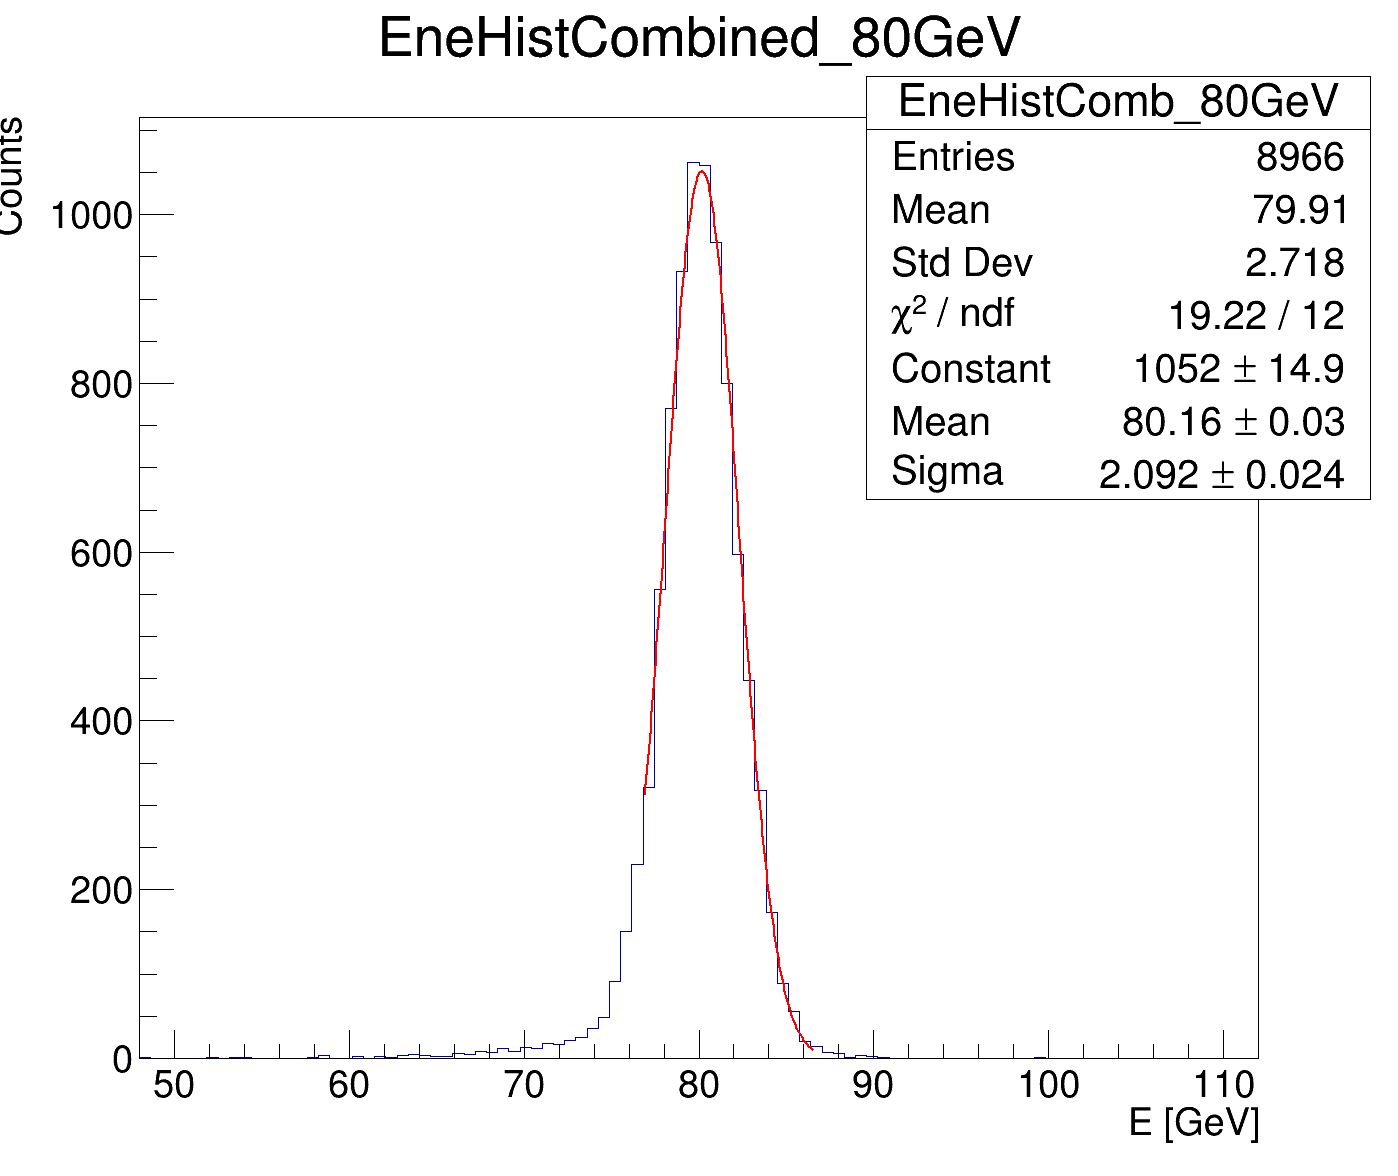 EneHistCombined_80GeV
EneHistComb_80GeV
Entries 8966
Mean 79.91
Std Dev 2.718
χ² / ndf 19.22 / 12
Constant 1052 ± 14.9
Mean 80.16 ± 0.03
Sigma 2.092 ± 0.024
Counts
1000
800
600
400
200
0
50 60 70 80 90 100 110
E [GeV]